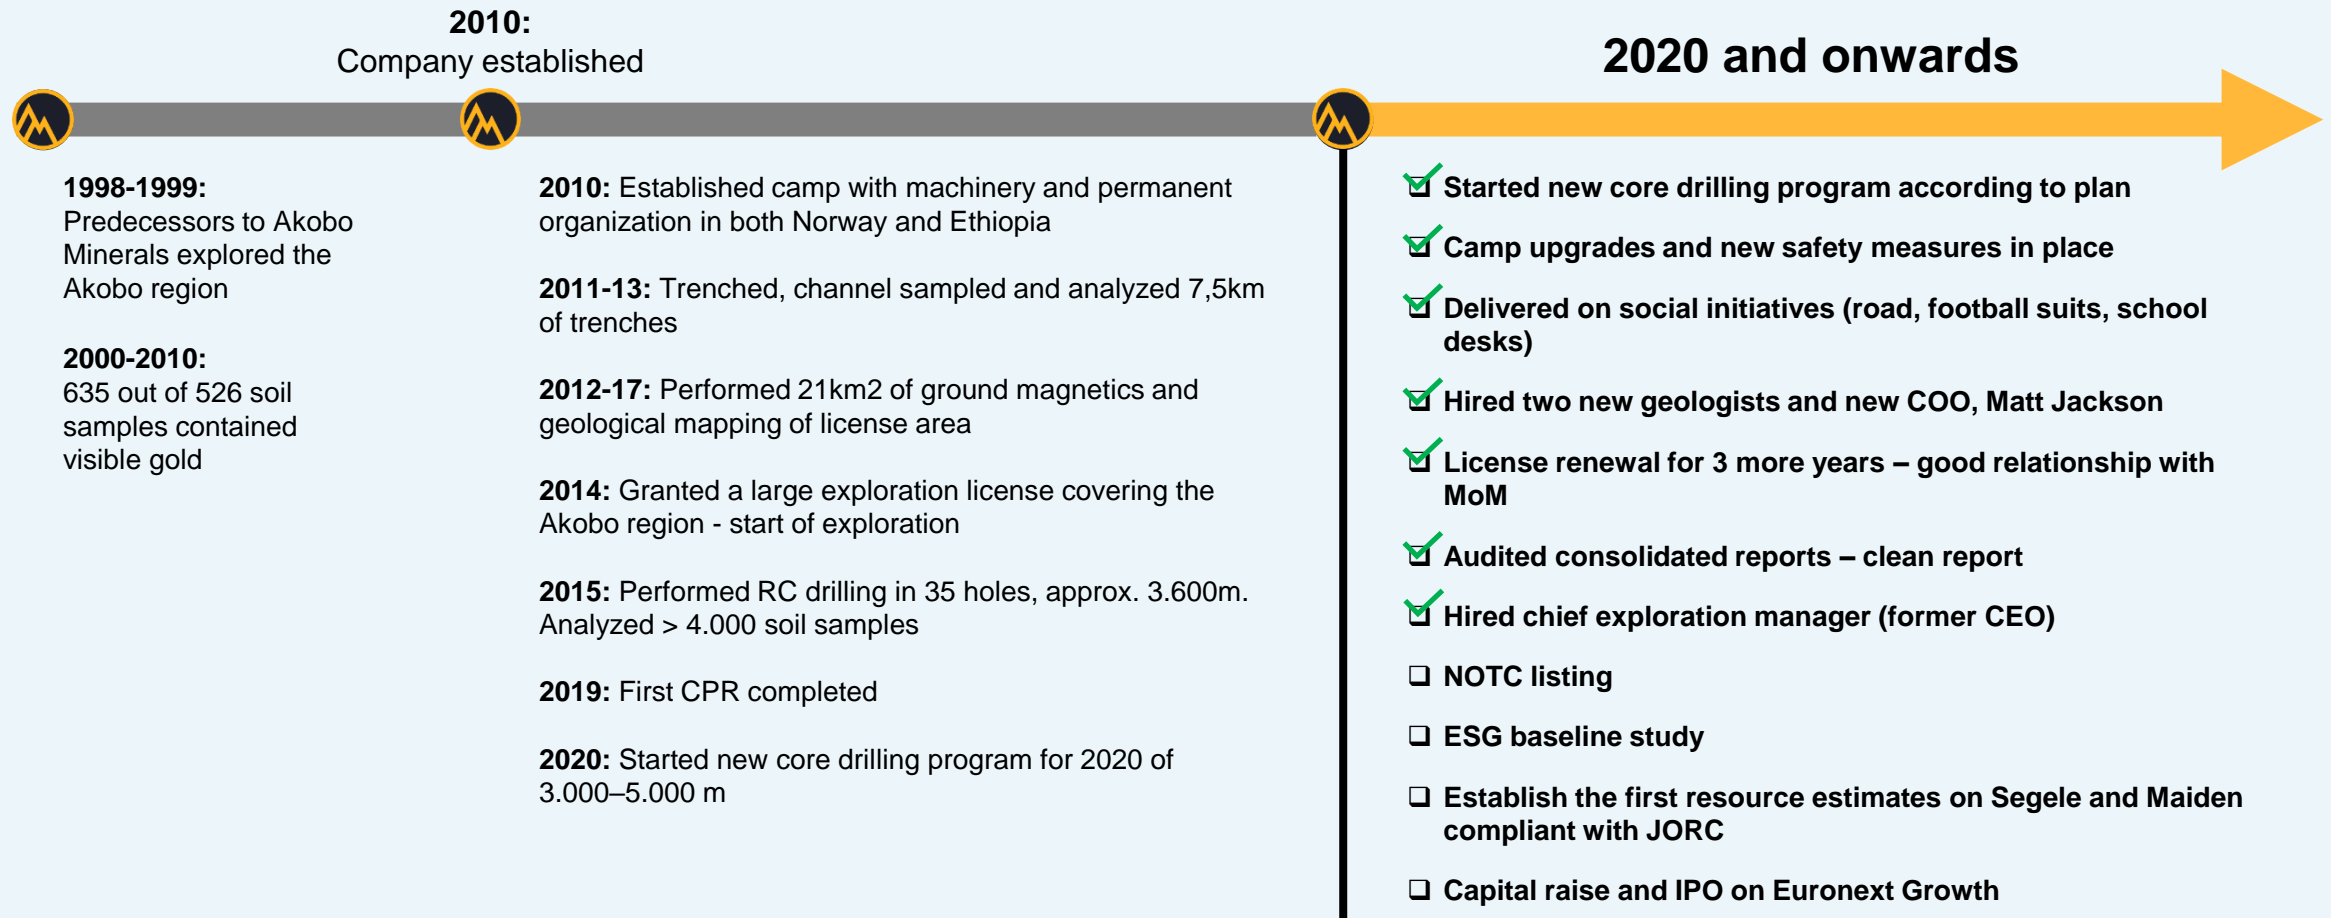 2010:
Company established
2020 and onwards
1998-1999:
Predecessors to Akobo
Minerals explored the
Akobo region
2000-2010:
635 out of 526 soil
samples contained
visible gold
2010: Established camp with machinery and permanent
organization in both Norway and Ethiopia
2011-13: Trenched, channel sampled and analyzed 7,5km
of trenches
2012-17: Performed 21km2 of ground magnetics and
geological mapping of license area
2014: Granted a large exploration license covering the
Akobo region - start of exploration
2015: Performed RC drilling in 35 holes, approx. 3.600m.
Analyzed > 4.000 soil samples
2019: First CPR completed
2020: Started new core drilling program for 2020 of
3.000–5.000 m
Started new core drilling program according to plan
Camp upgrades and new safety measures in place
Delivered on social initiatives (road, football suits, school
desks)
Hired two new geologists and new COO, Matt Jackson
License renewal for 3 more years – good relationship with
MoM
Audited consolidated reports – clean report
Hired chief exploration manager (former CEO)
NOTC listing
ESG baseline study
Establish the first resource estimates on Segele and Maiden
compliant with JORC
Capital raise and IPO on Euronext Growth